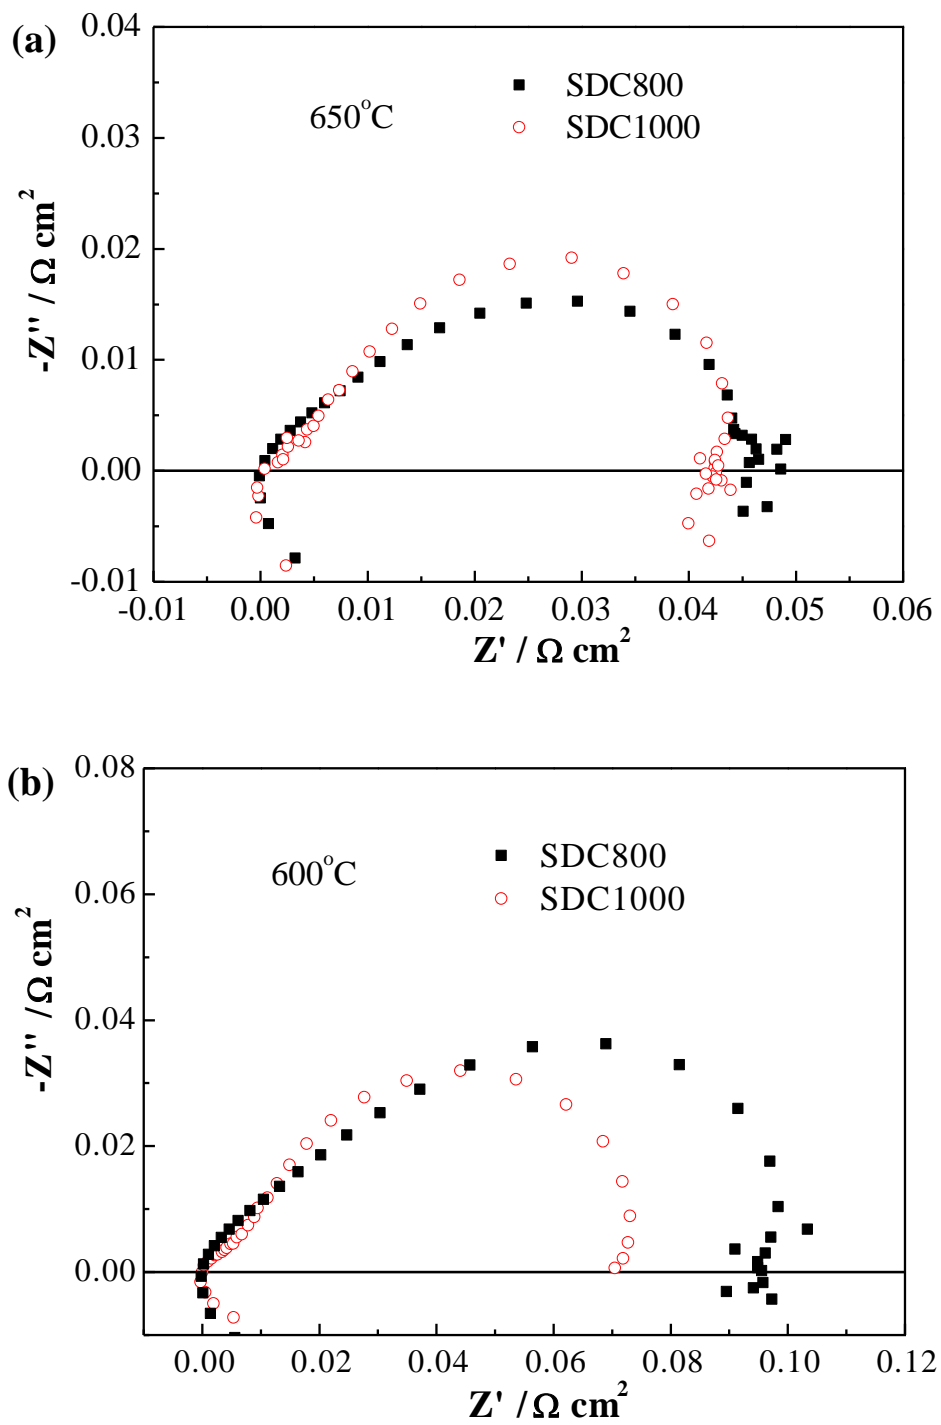 (a)
0.04
0.03
0.02
0.01
0.00
-0.01
-Z'' / Ω cm²
650°C
SDC800
SDC1000
-0.01 0.00 0.01 0.02 0.03 0.04 0.05 0.06
Z' / Ω cm²
(b)
0.08
0.06
0.04
0.02
0.00
-Z'' / Ω cm²
600°C
SDC800
SDC1000
0.00 0.02 0.04 0.06 0.08 0.10 0.12
Z' / Ω cm²